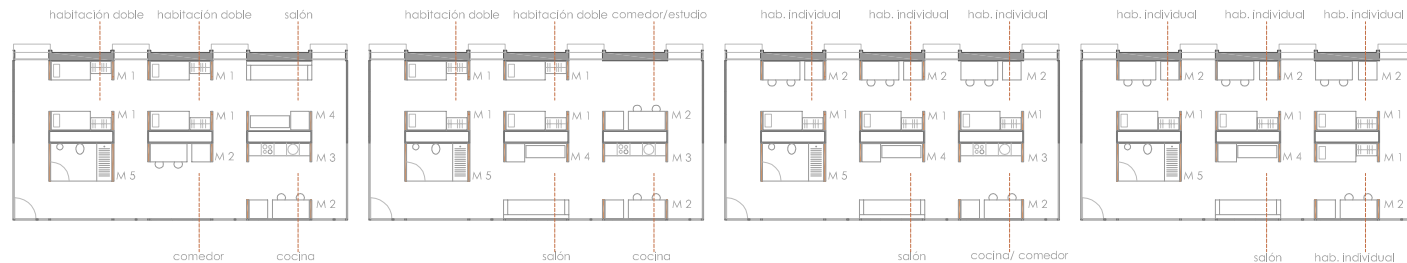 habitación doble habitación doble salón
M 1 M 1
M 1 M 1 M 4
M 2 M 3
M 5
M 2
comedor cocina
habitación doble habitación doble comedor/estudio
M 1 M 1
M 1 M 1 M 2
M 4 M 3
M 5
M 2
salón cocina
hab. individual hab. individual hab. individual
M 2 M 2 M 2
M 1 M 1 M1
M 4 M 3
M 5
M 2
salón cocina/ comedor
hab. individual hab. individual hab. individual
M 2 M 2 M 2
M 1 M 1 M1
M 4 M 1
M 5
M 2
salón hab. individual